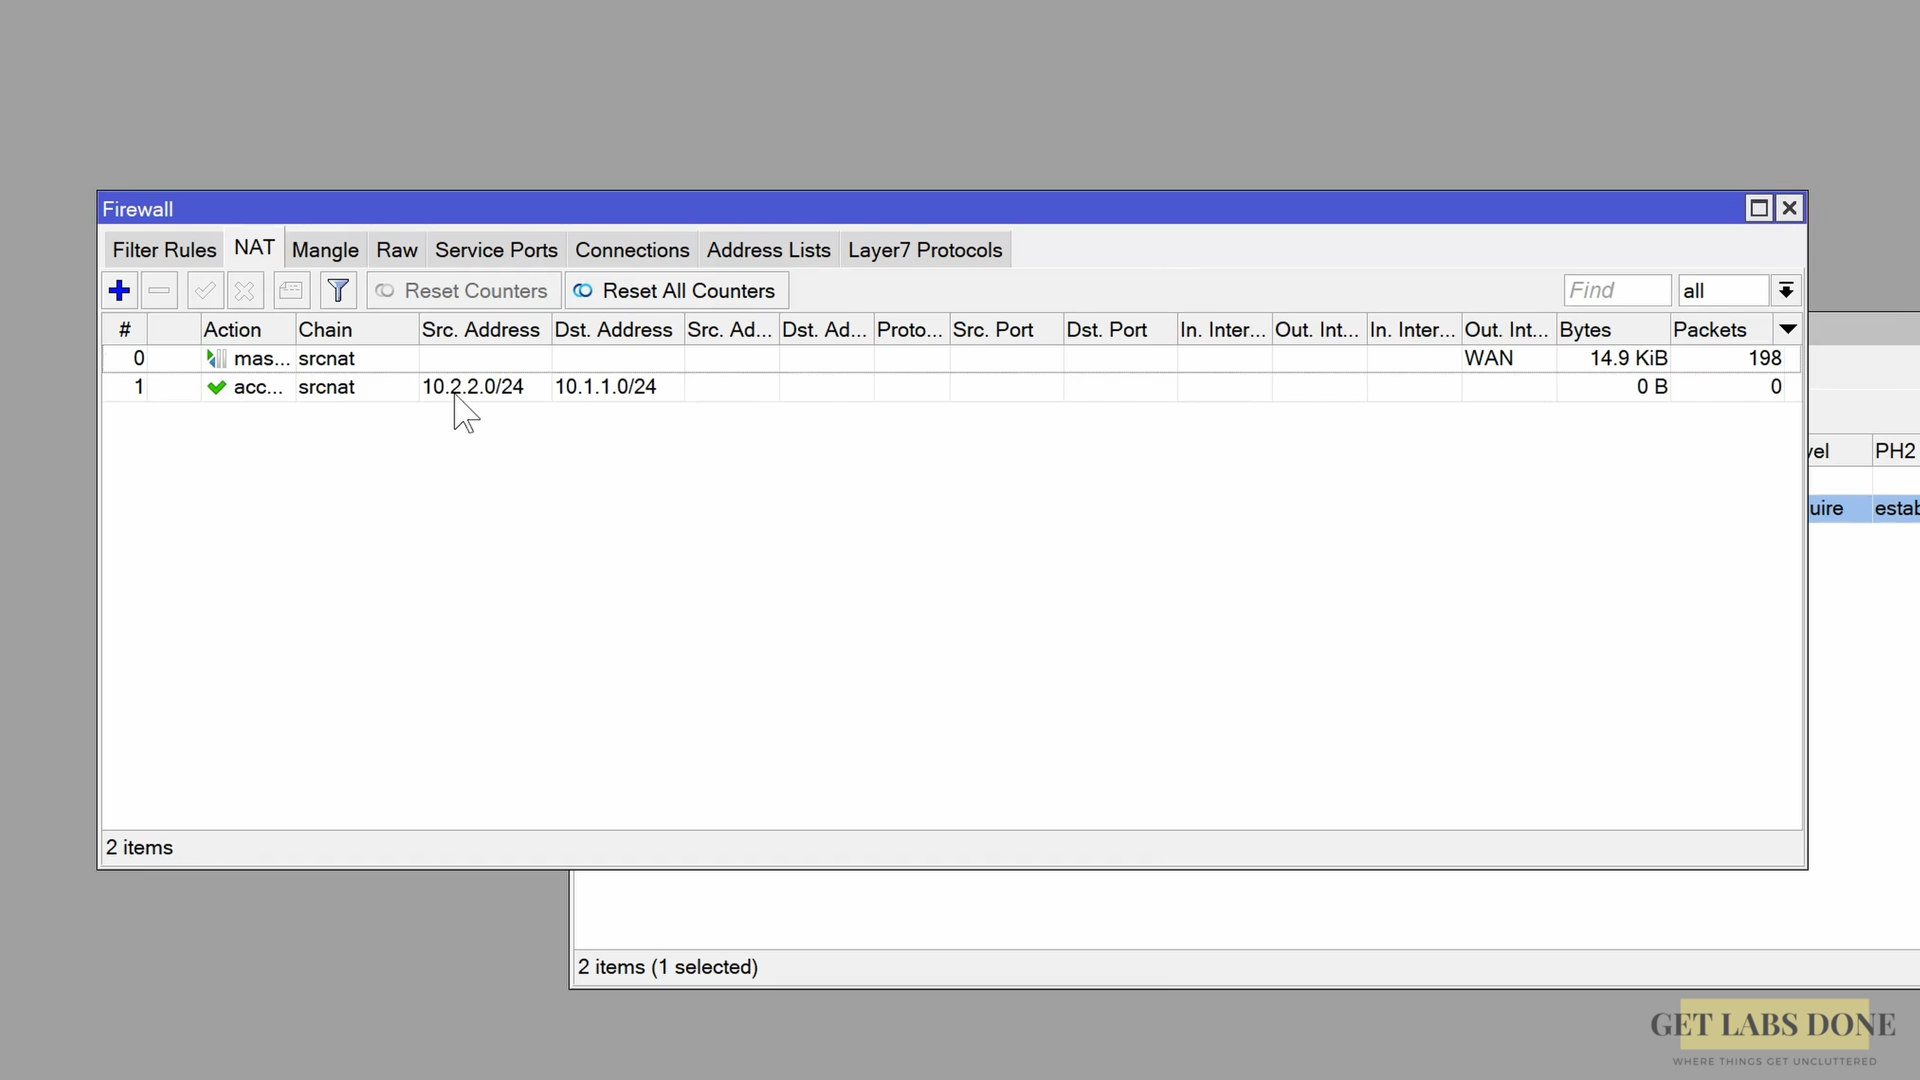 Firewall
Filter Rules NAT Mangle Raw Service Ports Connections Address Lists Layer7 Protocols
Reset Counters Reset All Counters Find all
# Action Chain Src. Address Dst. Address Src. Ad... Dst. Ad... Proto... Src. Port Dst. Port In. Inter... Out. Int... In. Inter... Out. Int... Bytes Packets
0 mas... srcnat WAN 14.9 KiB 198
1 acc... srcnat 10.2.2.0/24 10.1.1.0/24 0 B 0
vel PH2
uire estab
2 items
2 items (1 selected)
GET LABS DONE
WHERE THINGS GET UNCLUTTERED